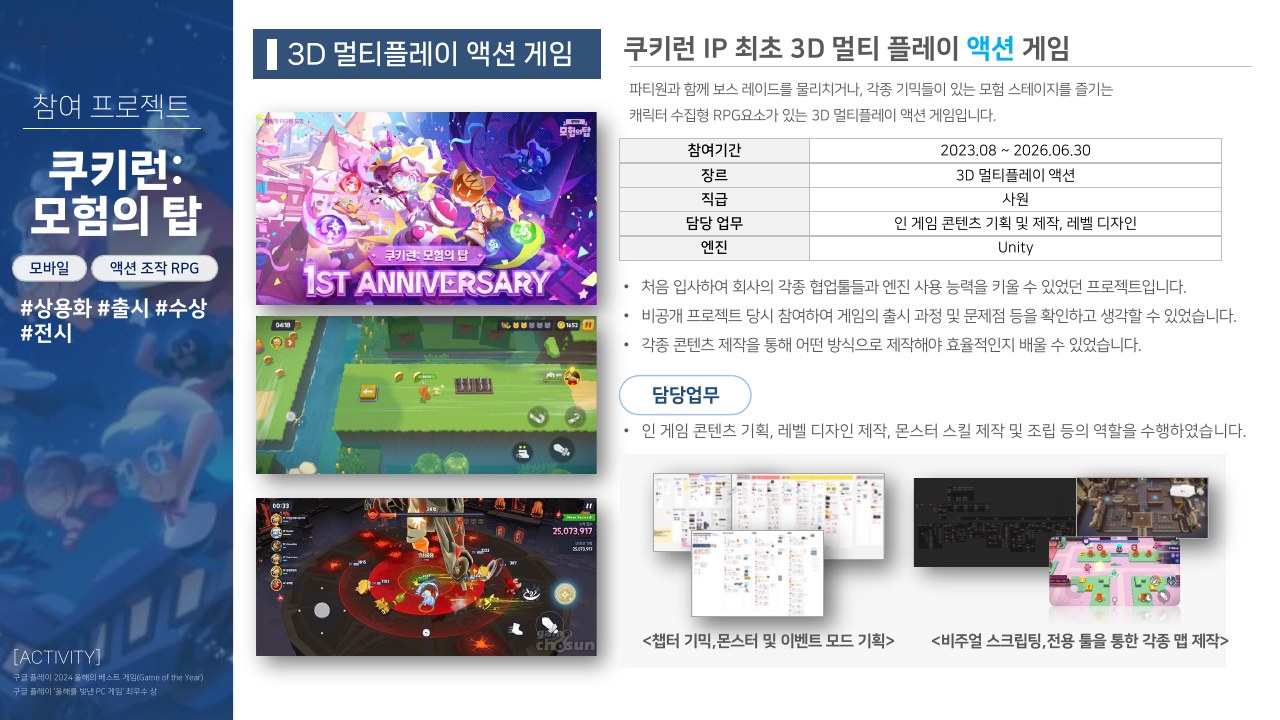 참여 프로젝트
쿠키런:
모험의 탑
모바일
액션 조작 RPG
#상용화 #출시 #수상
#전시
[ACTIVITY]
구글 플레이 2024 올해의 베스트 게임(Game of the Year)
구글 플레이 '올해를 빛낸 PC 게임' 최우수 상
3D 멀티플레이 액션 게임
모험의탑
쿠키런: 모험의 탑
1ST ANNIVERSARY
04:18
1653
00:33
25,073,917
25,073,917
game
chosun
쿠키런 IP 최초 3D 멀티 플레이 액션 게임
파티원과 함께 보스 레이드를 물리치거나, 각종 기믹들이 있는 모험 스테이지를 즐기는
캐릭터 수집형 RPG요소가 있는 3D 멀티플레이 액션 게임입니다.
참여기간 2023.08 ~ 2026.06.30
장르 3D 멀티플레이 액션
직급 사원
담당 업무 인 게임 콘텐츠 기획 및 제작, 레벨 디자인
엔진 Unity
• 처음 입사하여 회사의 각종 협업툴들과 엔진 사용 능력을 키울 수 있었던 프로젝트입니다.
• 비공개 프로젝트 당시 참여하여 게임의 출시 과정 및 문제점 등을 확인하고 생각할 수 있었습니다.
• 각종 콘텐츠 제작을 통해 어떤 방식으로 제작해야 효율적인지 배울 수 있었습니다.
담당업무
• 인 게임 콘텐츠 기획, 레벨 디자인 제작, 몬스터 스킬 제작 및 조립 등의 역할을 수행하였습니다.
<챕터 기믹,몬스터 및 이벤트 모드 기획>
<비주얼 스크립팅,전용 툴을 통한 각종 맵 제작>